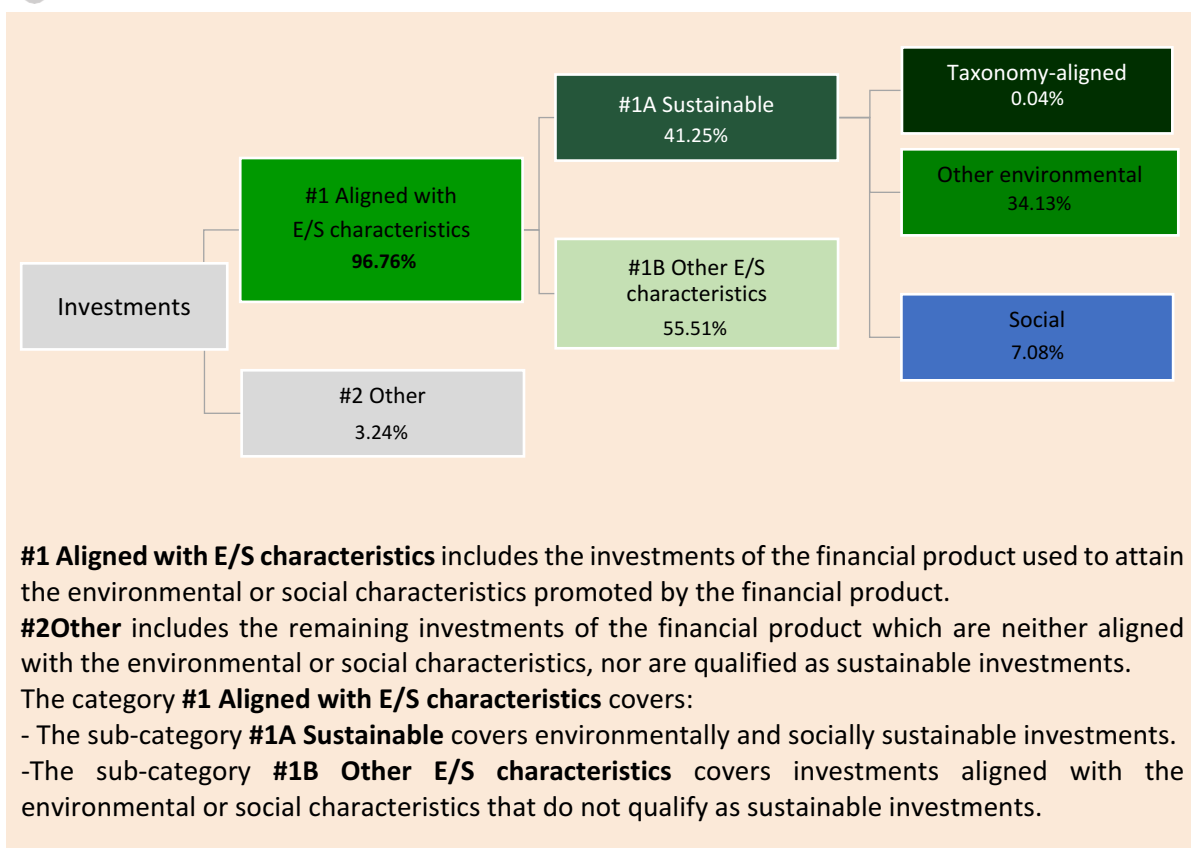 Investments
#1 Aligned with
E/S characteristics
96.76%
#2 Other
3.24%
#1A Sustainable
41.25%
#1B Other E/S
characteristics
55.51%
Taxonomy-aligned
0.04%
Other environmental
34.13%
Social
7.08%
#1 Aligned with E/S characteristics includes the investments of the financial product used to attain
the environmental or social characteristics promoted by the financial product.
#2Other includes the remaining investments of the financial product which are neither aligned
with the environmental or social characteristics, nor are qualified as sustainable investments.
The category #1 Aligned with E/S characteristics covers:
- The sub-category #1A Sustainable covers environmentally and socially sustainable investments.
-The sub-category #1B Other E/S characteristics covers investments aligned with the
environmental or social characteristics that do not qualify as sustainable investments.